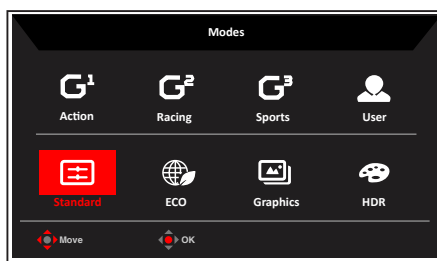 Modes
G¹ G² G³
Action Racing Sports User
Standard ECO Graphics HDR
Move OK